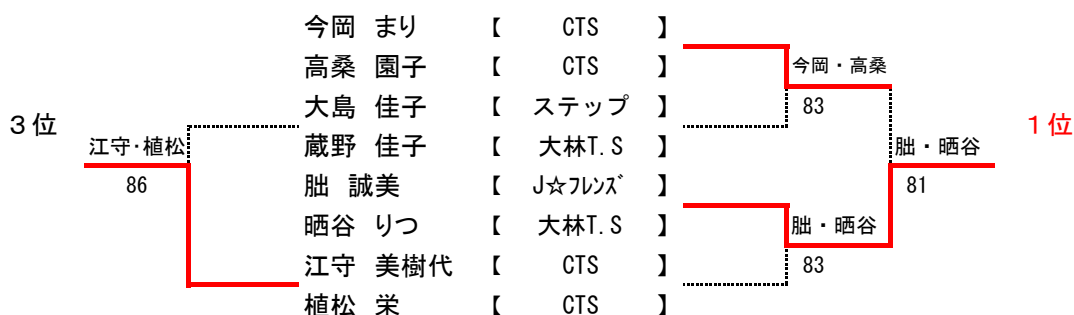 今岡 まり 【 CTS 】
高桑 園子 【 CTS 】
今岡・高桑
大島 佳子 【 ステップ 】
83
3位
1位
江守・植松
蔵野 佳子 【 大林T.S 】
朏・晒谷
86
朏 誠美 【 J☆フレンズ 】
81
晒谷 りつ 【 大林T.S 】
朏・晒谷
江守 美樹代 【 CTS 】
83
植松 栄 【 CTS 】